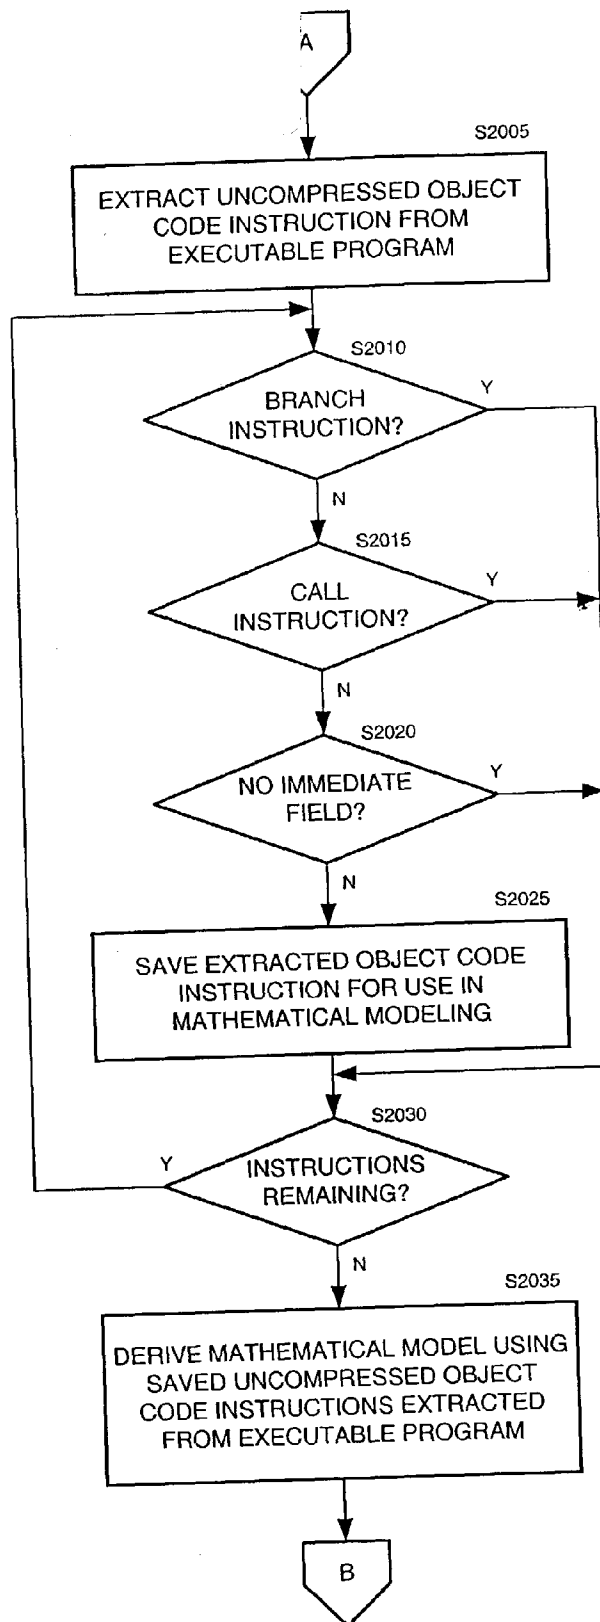 A
S2005
EXTRACT UNCOMPRESSED OBJECT
CODE INSTRUCTION FROM
EXECUTABLE PROGRAM
S2010
BRANCH
INSTRUCTION?
Y
N
S2015
CALL
INSTRUCTION?
Y
N
S2020
NO IMMEDIATE
FIELD?
Y
N
S2025
SAVE EXTRACTED OBJECT CODE
INSTRUCTION FOR USE IN
MATHEMATICAL MODELING
S2030
INSTRUCTIONS
REMAINING?
Y
N
S2035
DERIVE MATHEMATICAL MODEL USING
SAVED UNCOMPRESSED OBJECT
CODE INSTRUCTIONS EXTRACTED
FROM EXECUTABLE PROGRAM
B